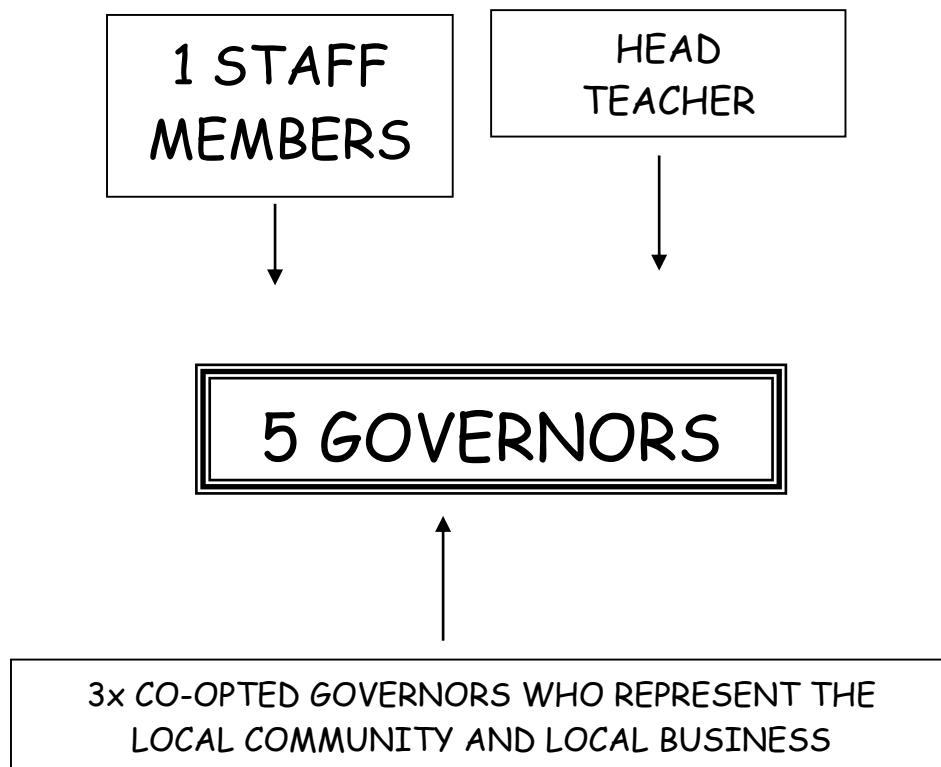 1 STAFF
MEMBERS
HEAD
TEACHER
5 GOVERNORS
3x CO-OPTED GOVERNORS WHO REPRESENT THE
LOCAL COMMUNITY AND LOCAL BUSINESS